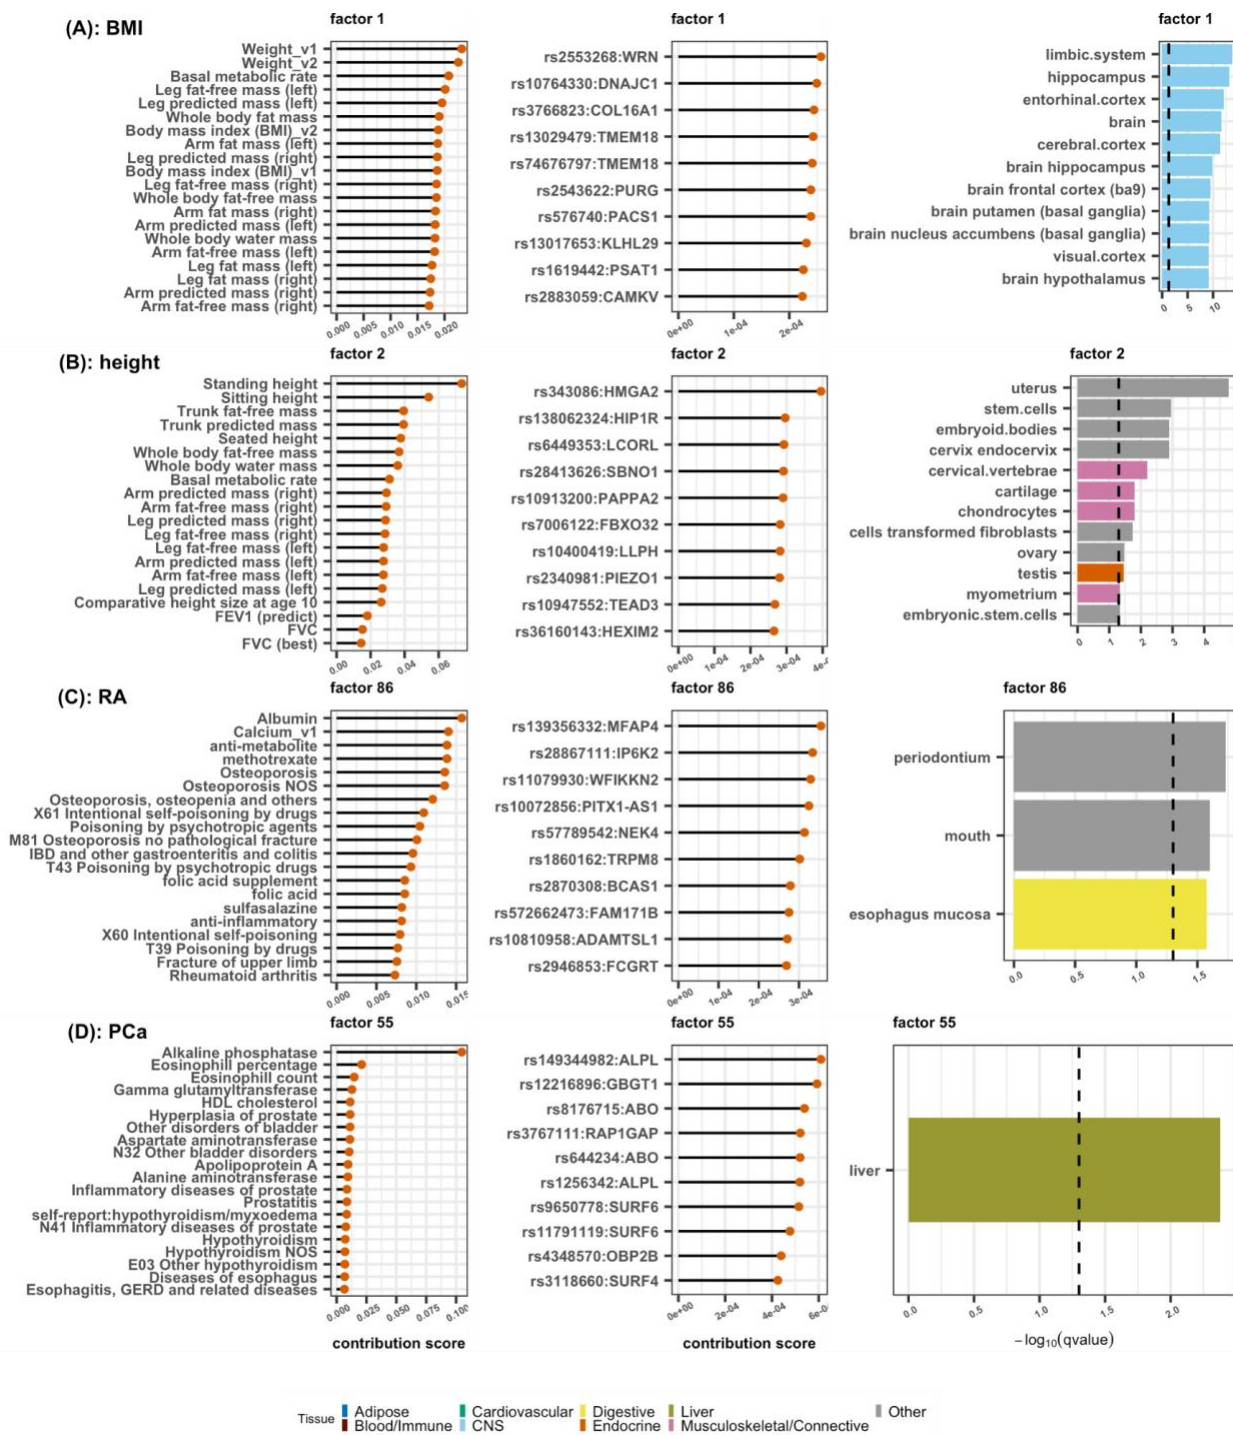 (A): BMI
factor 1
Weight_v1
Weight_v2
Basal metabolic rate
Leg fat-free mass (left)
Leg predicted mass (left)
Whole body fat mass
Body mass index (BMI)_v2
Arm fat mass (left)
Leg predicted mass (right)
Body mass index (BMI)_v1
Leg fat-free mass (right)
Whole body fat-free mass
Arm fat mass (right)
Arm predicted mass (left)
Whole body water mass
Arm fat-free mass (left)
Leg fat mass (left)
Leg fat mass (right)
Arm predicted mass (right)
Arm fat-free mass (right)
0.000 0.005 0.010 0.015 0.020
factor 1
rs2553268:WRN
rs10764330:DNAJC1
rs3766823:COL16A1
rs13029479:TMEM18
rs74676797:TMEM18
rs2543622:PURG
rs576740:PACS1
rs13017653:KLHL29
rs1619442:PSAT1
rs2883059:CAMKV
0e+00 1e-04 2e-04
factor 1
limbic.system
hippocampus
entorhinal.cortex
brain
cerebral.cortex
brain hippocampus
brain frontal cortex (ba9)
brain putamen (basal ganglia)
brain nucleus accumbens (basal ganglia)
visual.cortex
brain hypothalamus
0 5 10
(B): height
factor 2
Standing height
Sitting height
Trunk fat-free mass
Trunk predicted mass
Seated height
Whole body fat-free mass
Whole body water mass
Basal metabolic rate
Arm predicted mass (right)
Arm fat-free mass (right)
Leg predicted mass (right)
Leg fat-free mass (right)
Leg fat-free mass (left)
Arm predicted mass (left)
Arm fat-free mass (left)
Leg predicted mass (left)
Comparative height size at age 10
FEV1 (predict)
FVC
FVC (best)
0.00 0.02 0.04 0.06
factor 2
rs343086:HMGA2
rs138062324:HIP1R
rs6449353:LCORL
rs28413626:SBNO1
rs10913200:PAPPA2
rs7006122:FBXO32
rs10400419:LLPH
rs2340981:PIEZO1
rs10947552:TEAD3
rs36160143:HEXIM2
0e+00 1e-04 2e-04 3e-04 4e-
factor 2
uterus
stem.cells
embryoid.bodies
cervix endocervix
cervical.vertebrae
cartilage
chondrocytes
cells transformed fibroblasts
ovary
testis
myometrium
embryonic.stem.cells
0 1 2 3 4
(C): RA
factor 86
Albumin
Calcium_v1
anti-metabolite
methotrexate
Osteoporosis
Osteoporosis NOS
Osteoporosis, osteopenia and others
X61 Intentional self-poisoning by drugs
Poisoning by psychotropic agents
M81 Osteoporosis no pathological fracture
IBD and other gastroenteritis and colitis
T43 Poisoning by psychotropic drugs
folic acid supplement
folic acid
sulfasalazine
anti-inflammatory
X60 Intentional self-poisoning
T39 Poisoning by drugs
Fracture of upper limb
Rheumatoid arthritis
0.000 0.005 0.010 0.015
factor 86
rs139356332:MFAP4
rs28867111:IP6K2
rs11079930:WFIKKN2
rs10072856:PITX1-AS1
rs57789542:NEK4
rs1860162:TRPM8
rs2870308:BCAS1
rs572662473:FAM171B
rs10810958:ADAMTSL1
rs2946853:FCGRT
0e+00 1e-04 2e-04 3e-04
factor 86
periodontium
mouth
esophagus mucosa
0.0 0.5 1.0 1.5
(D): PCa
factor 55
Alkaline phosphatase
Eosinophill percentage
Eosinophill count
Gamma glutamyltransferase
HDL cholesterol
Hyperplasia of prostate
Other disorders of bladder
Aspartate aminotransferase
N32 Other bladder disorders
Apolipoprotein A
Alanine aminotransferase
Inflammatory diseases of prostate
Prostatitis
self-report:hypothyroidism/myxoedema
N41 Inflammatory diseases of prostate
Hypothyroidism
Hypothyroidism NOS
E03 Other hypothyroidism
Diseases of esophagus
Esophagitis, GERD and related diseases
0.000 0.025 0.050 0.075 0.100
contribution score
factor 55
rs149344982:ALPL
rs12216896:GBGT1
rs8176715:ABO
rs3767111:RAP1GAP
rs644234:ABO
rs1256342:ALPL
rs9650778:SURF6
rs11791119:SURF6
rs4348570:OBP2B
rs3118660:SURF4
0e+00 2e-04 4e-04 6e-0
contribution score
factor 55
liver
0.0 0.5 1.0 1.5 2.0
−log₁₀(qvalue)
Tissue Adipose Cardiovascular Digestive Liver Other
Blood/Immune CNS Endocrine Musculoskeletal/Connective